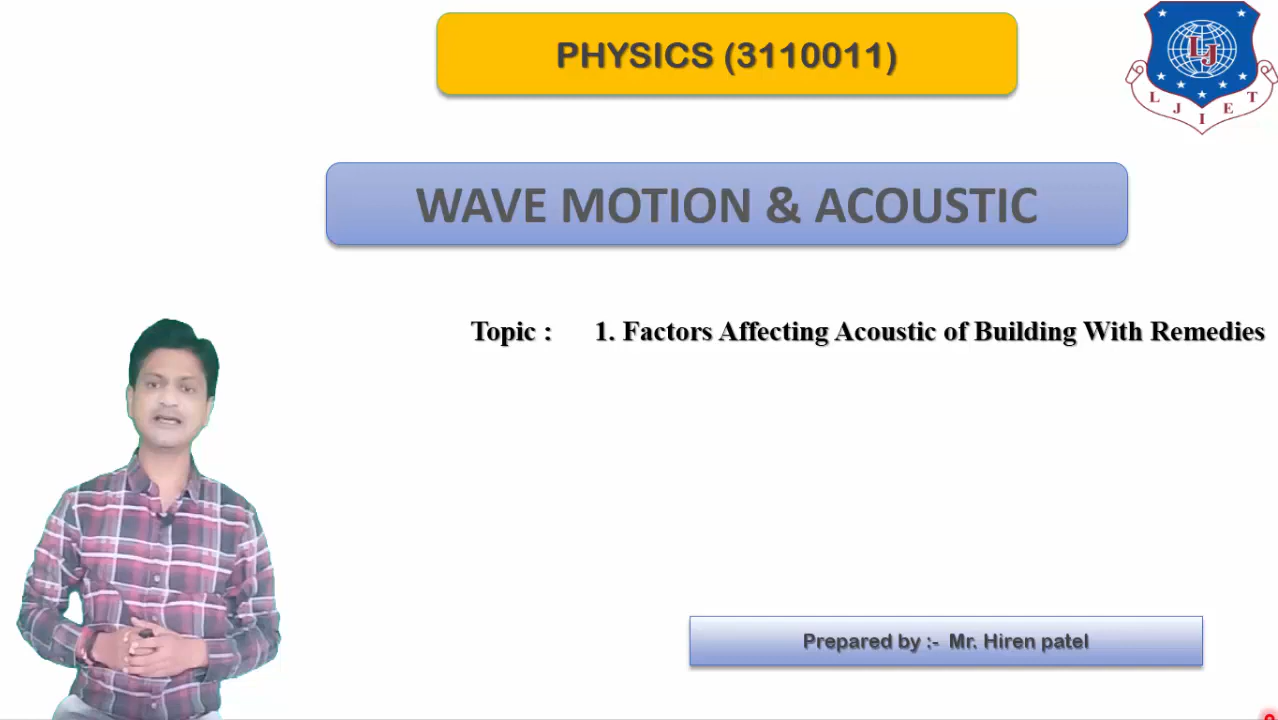 PHYSICS (3110011)
LJ
L J I E T
WAVE MOTION & ACOUSTIC
Topic : 1. Factors Affecting Acoustic of Building With Remedies
Prepared by :- Mr. Hiren patel